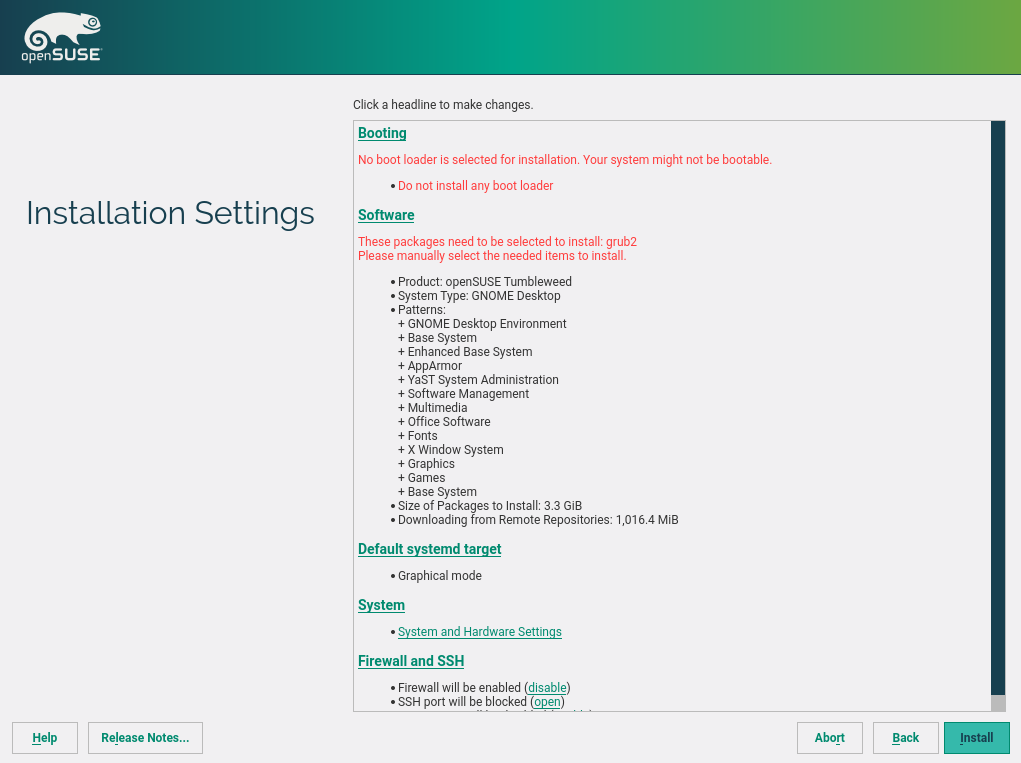 openSUSE
Click a headline to make changes.
Installation Settings
Booting
No boot loader is selected for installation. Your system might not be bootable.
• Do not install any boot loader
Software
These packages need to be selected to install: grub2
Please manually select the needed items to install.
• Product: openSUSE Tumbleweed
• System Type: GNOME Desktop
• Patterns:
+ GNOME Desktop Environment
+ Base System
+ Enhanced Base System
+ AppArmor
+ YaST System Administration
+ Software Management
+ Multimedia
+ Office Software
+ Fonts
+ X Window System
+ Graphics
+ Games
+ Base System
• Size of Packages to Install: 3.3 GiB
• Downloading from Remote Repositories: 1,016.4 MiB
Default systemd target
• Graphical mode
System
• System and Hardware Settings
Firewall and SSH
• Firewall will be enabled (disable)
• SSH port will be blocked (open)
Help
Release Notes...
Abort
Back
Install